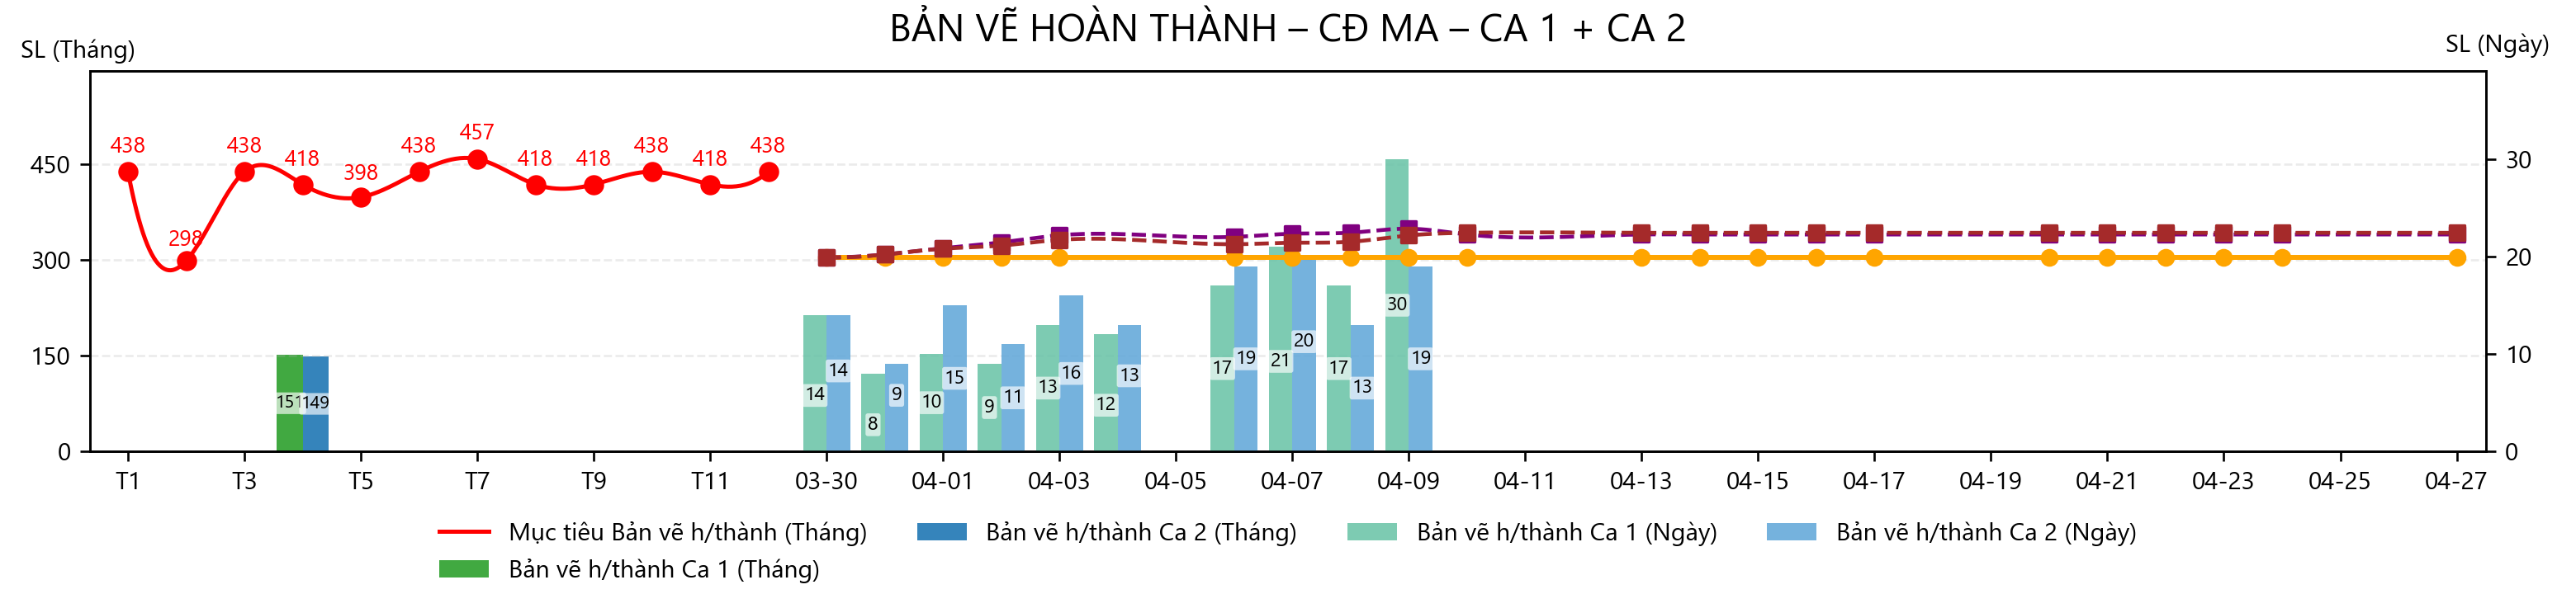 BẢN VẼ HOÀN THÀNH – CĐ MA – CA 1 + CA 2
SL (Tháng)
SL (Ngày)
438 298 438 418 398 438 457 418 418 438 418 438
450
300
150
0
30
20
10
0
151 149
14 14 8 9 10 15 9 11 13 16 12 13 17 19 21 20 17 13 30 19
T1 T3 T5 T7 T9 T11 03-30 04-01 04-03 04-05 04-07 04-09 04-11 04-13 04-15 04-17 04-19 04-21 04-23 04-25 04-27
Mục tiêu Bản vẽ h/thành (Tháng)
Bản vẽ h/thành Ca 1 (Tháng)
Bản vẽ h/thành Ca 2 (Tháng)
Bản vẽ h/thành Ca 1 (Ngày)
Bản vẽ h/thành Ca 2 (Ngày)